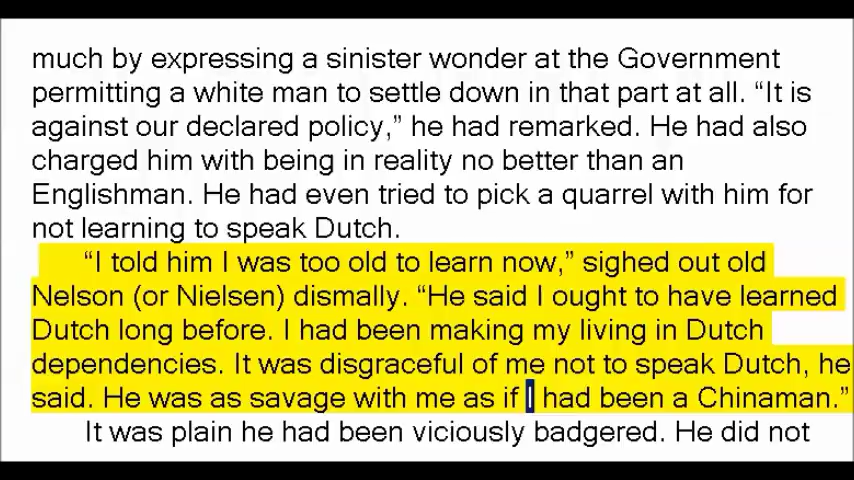 much by expressing a sinister wonder at the Government
permitting a white man to settle down in that part at all. “It is
against our declared policy,” he had remarked. He had also
charged him with being in reality no better than an
Englishman. He had even tried to pick a quarrel with him for
not learning to speak Dutch.
“I told him I was too old to learn now,” sighed out old
Nelson (or Nielsen) dismally. “He said I ought to have learned
Dutch long before. I had been making my living in Dutch
dependencies. It was disgraceful of me not to speak Dutch, he
said. He was as savage with me as if I had been a Chinaman.”
It was plain he had been viciously badgered. He did not